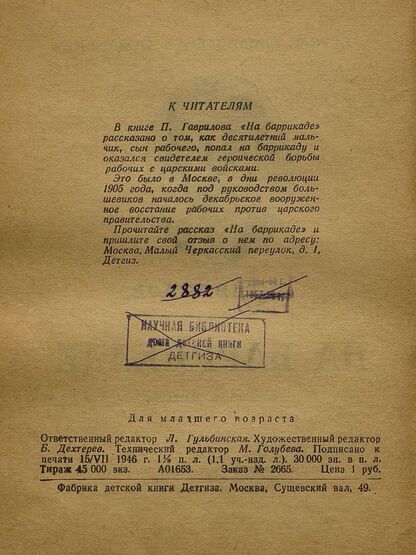 К ЧИТАТЕЛЯМ
В книге П. Гаврилова «На баррикаде»
рассказано о том, как десятилетний маль-
чик, сын рабочего, попал на баррикаду и
оказался свидетелем героической борьбы
рабочих с царскими войсками.
Это было в Москве, в дни революции
1905 года, когда под руководством боль-
шевиков началось декабрьское вооружен-
ное восстание рабочих против царского
правительства.
Прочитайте рассказ «На баррикаде» и
пришлите свой отзыв о нем по адресу:
Москва, Малый Черкасский переулок, д. 1,
Детгиз.
2882
НАУЧНАЯ БИБЛИОТЕКА
дома детской книги
ДЕТГИЗА
Для младшего возраста
Ответственный редактор Л. Гульбинская. Художественный редактор
Б. Дехтерев. Технический редактор М. Голубева. Подписано к
печати 15/VII 1946 г. 1⅛ п. л. (1,1 уч.-изд. л.). 30 000 зн. в п. л.
Тираж 45 000 экз. А01653. Заказ № 2665. Цена 1 руб.
Фабрика детской книги Детгиза. Москва, Сущевский вал, 49.